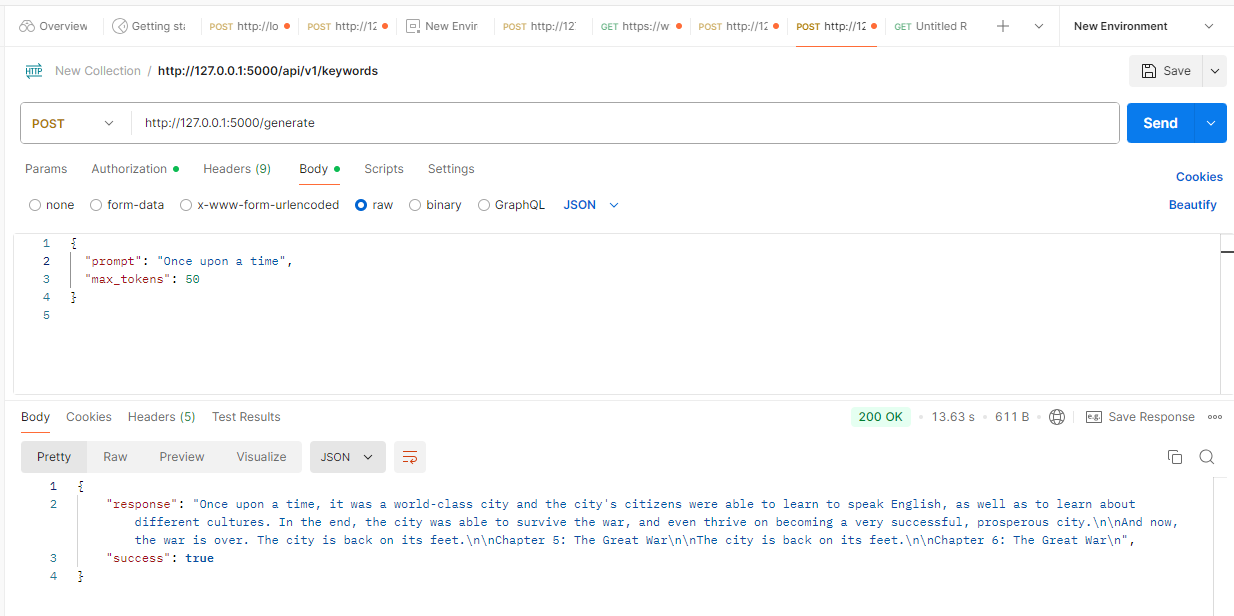 Overview Getting sta POST http://lo POST http://12 New Envir POST http://127 GET https://w POST http://12 POST http://12 GET Untitled R New Environment
HTTP New Collection / http://127.0.0.1:5000/api/v1/keywords Save
POST http://127.0.0.1:5000/generate Send
Params Authorization Headers (9) Body Scripts Settings Cookies
none form-data x-www-form-urlencoded raw binary GraphQL JSON Beautify
1 {
2 "prompt": "Once upon a time",
3 "max_tokens": 50
4 }
5
Body Cookies Headers (5) Test Results 200 OK 13.63 s 611 B e.g. Save Response
Pretty Raw Preview Visualize JSON
1 {
2 "response": "Once upon a time, it was a world-class city and the city's citizens were able to learn to speak English, as well as to learn about
different cultures. In the end, the city was able to survive the war, and even thrive on becoming a very successful, prosperous city.\n\nAnd now,
the war is over. The city is back on its feet.\n\nChapter 5: The Great War\n\nThe city is back on its feet.\n\nChapter 6: The Great War\n",
3 "success": true
4 }